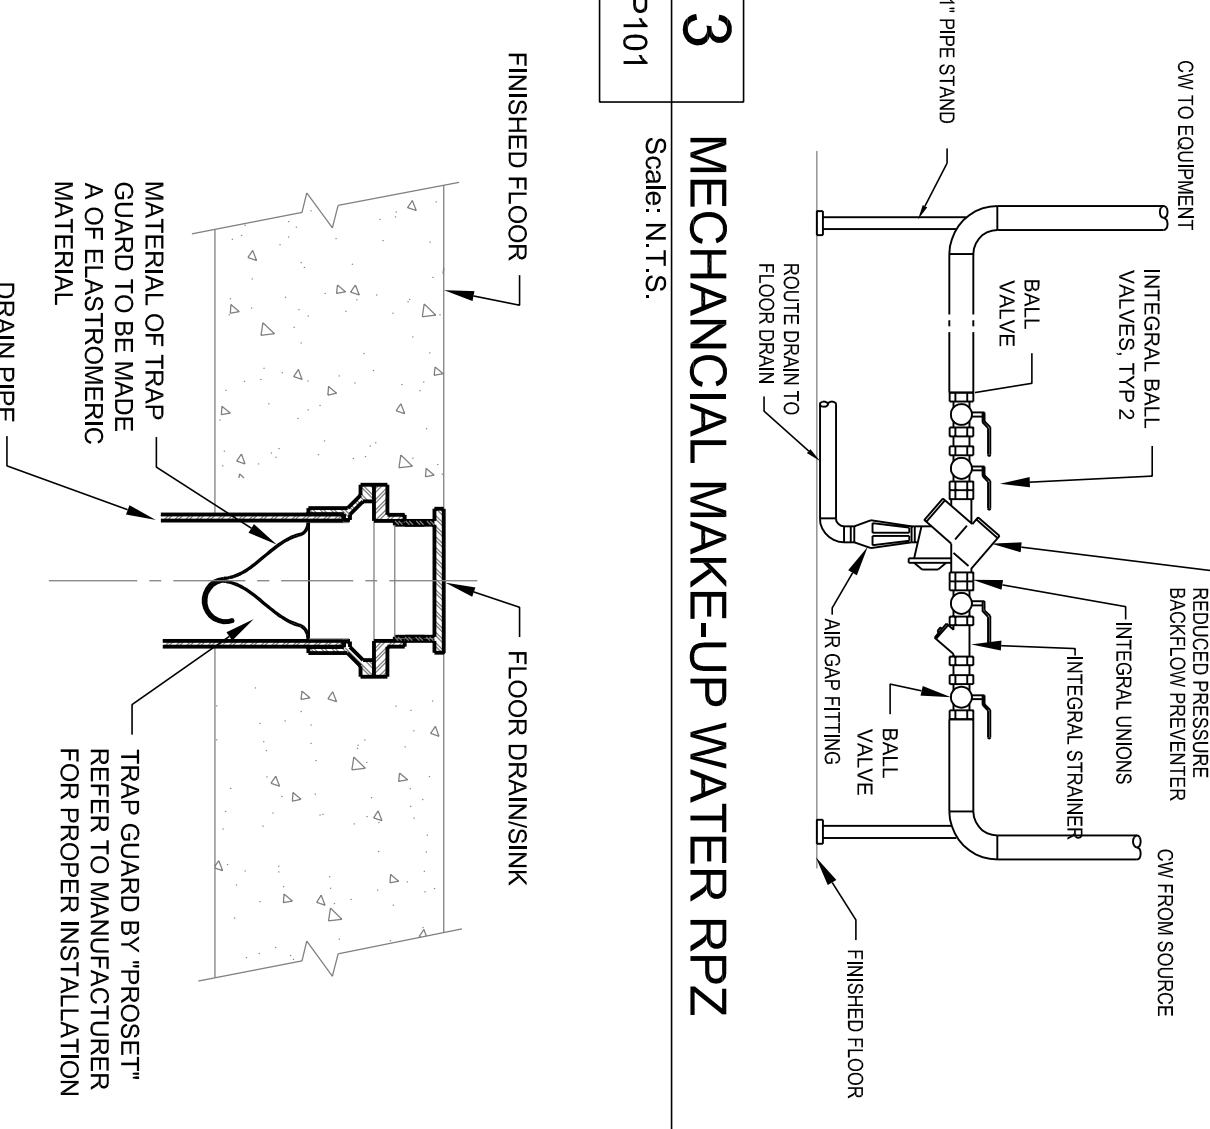 CW TO EQUIPMENT
1" PIPE STAND
INTEGRAL BALL
VALVES, TYP 2
BALL
VALVE
ROUTE DRAIN TO
FLOOR DRAIN
REDUCED PRESSURE
BACKFLOW PREVENTER
INTEGRAL UNIONS
INTEGRAL STRAINER
AIR GAP FITTING
BALL
VALVE
CW FROM SOURCE
FINISHED FLOOR
3
P101
MECHANCIAL MAKE-UP WATER RPZ
Scale: N.T.S.
FINISHED FLOOR
FLOOR DRAIN/SINK
MATERIAL OF TRAP
GUARD TO BE MADE
A OF ELASTROMERIC
MATERIAL
DRAIN PIPE
TRAP GUARD BY "PROSET"
REFER TO MANUFACTURER
FOR PROPER INSTALLATION